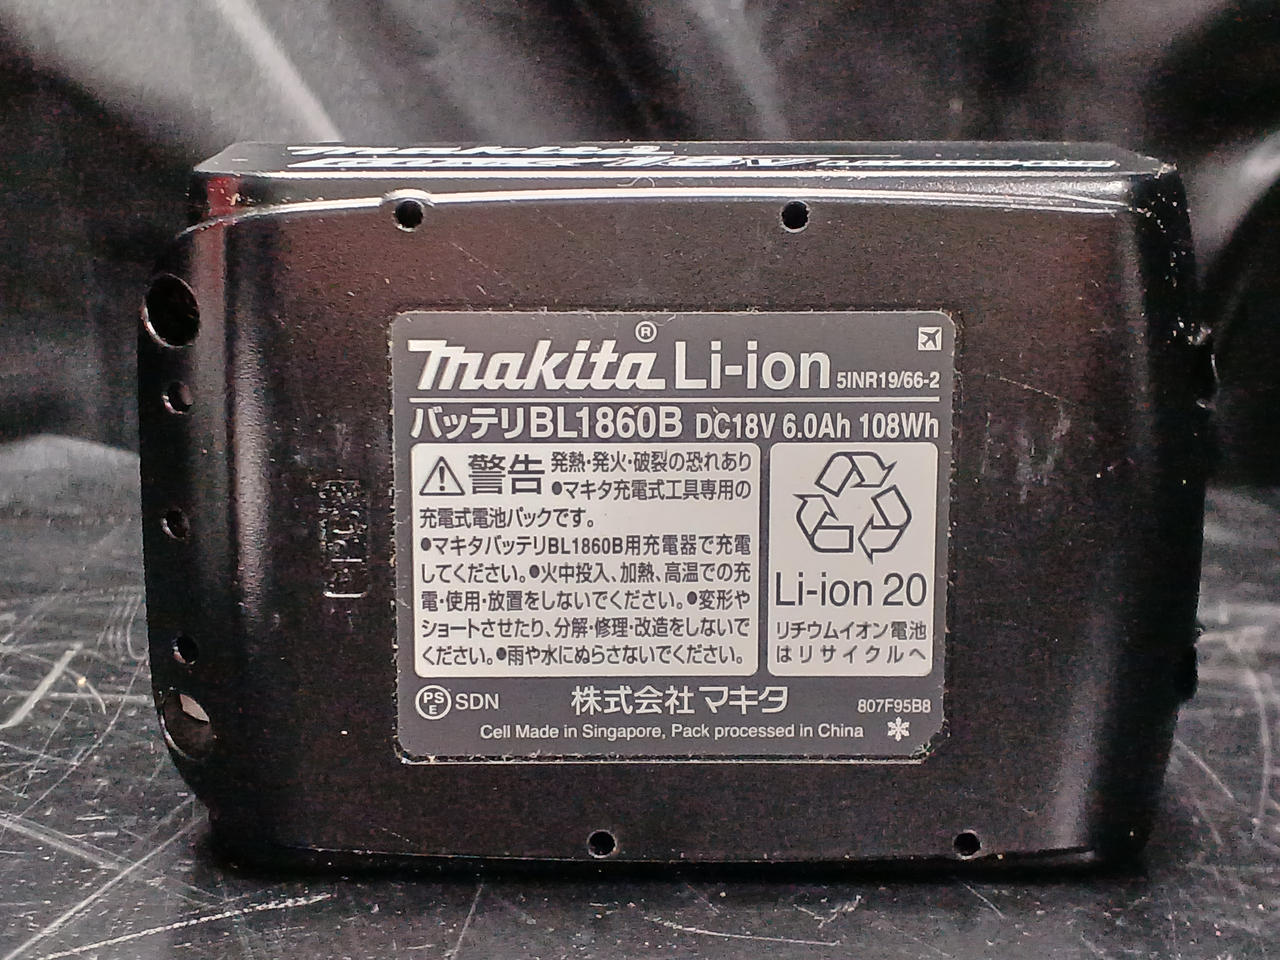 makita
18V
makita® Li-ion 5INR19/66-2
バッテリBL1860B DC18V 6.0Ah 108Wh
警告 発熱・発火・破裂の恐れあり
●マキタ充電式工具専用の
充電式電池パックです。
●マキタバッテリBL1860B用充電器で充電
してください。●火中投入、加熱、高温での充
電・使用・放置をしないでください。●変形や
ショートさせたり、分解・修理・改造をしないで
ください。●雨や水にぬらさないでください。
Li-ion 20
リチウムイオン電池
はリサイクルへ
PS
E
SDN
株式会社マキタ
807F95B8
Cell Made in Singapore, Pack processed in China